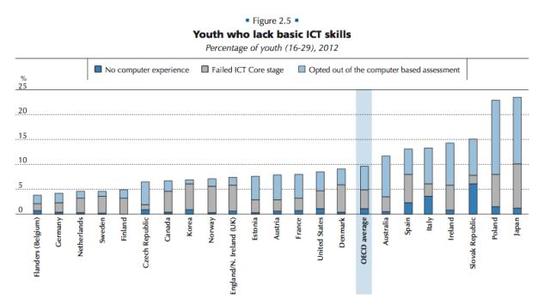 • Figure 2.5 •
Youth who lack basic ICT skills
Percentage of youth (16-29), 2012
No computer experience
Failed ICT Core stage
Opted out of the computer based assessment
%
25
20
15
10
5
0
Flanders (Belgium)
Germany
Netherlands
Sweden
Finland
Czech Republic
Canada
Korea
Norway
England/N. Ireland (UK)
Estonia
Austria
France
United States
Denmark
OECD average
Australia
Spain
Italy
Ireland
Slovak Republic
Poland
Japan